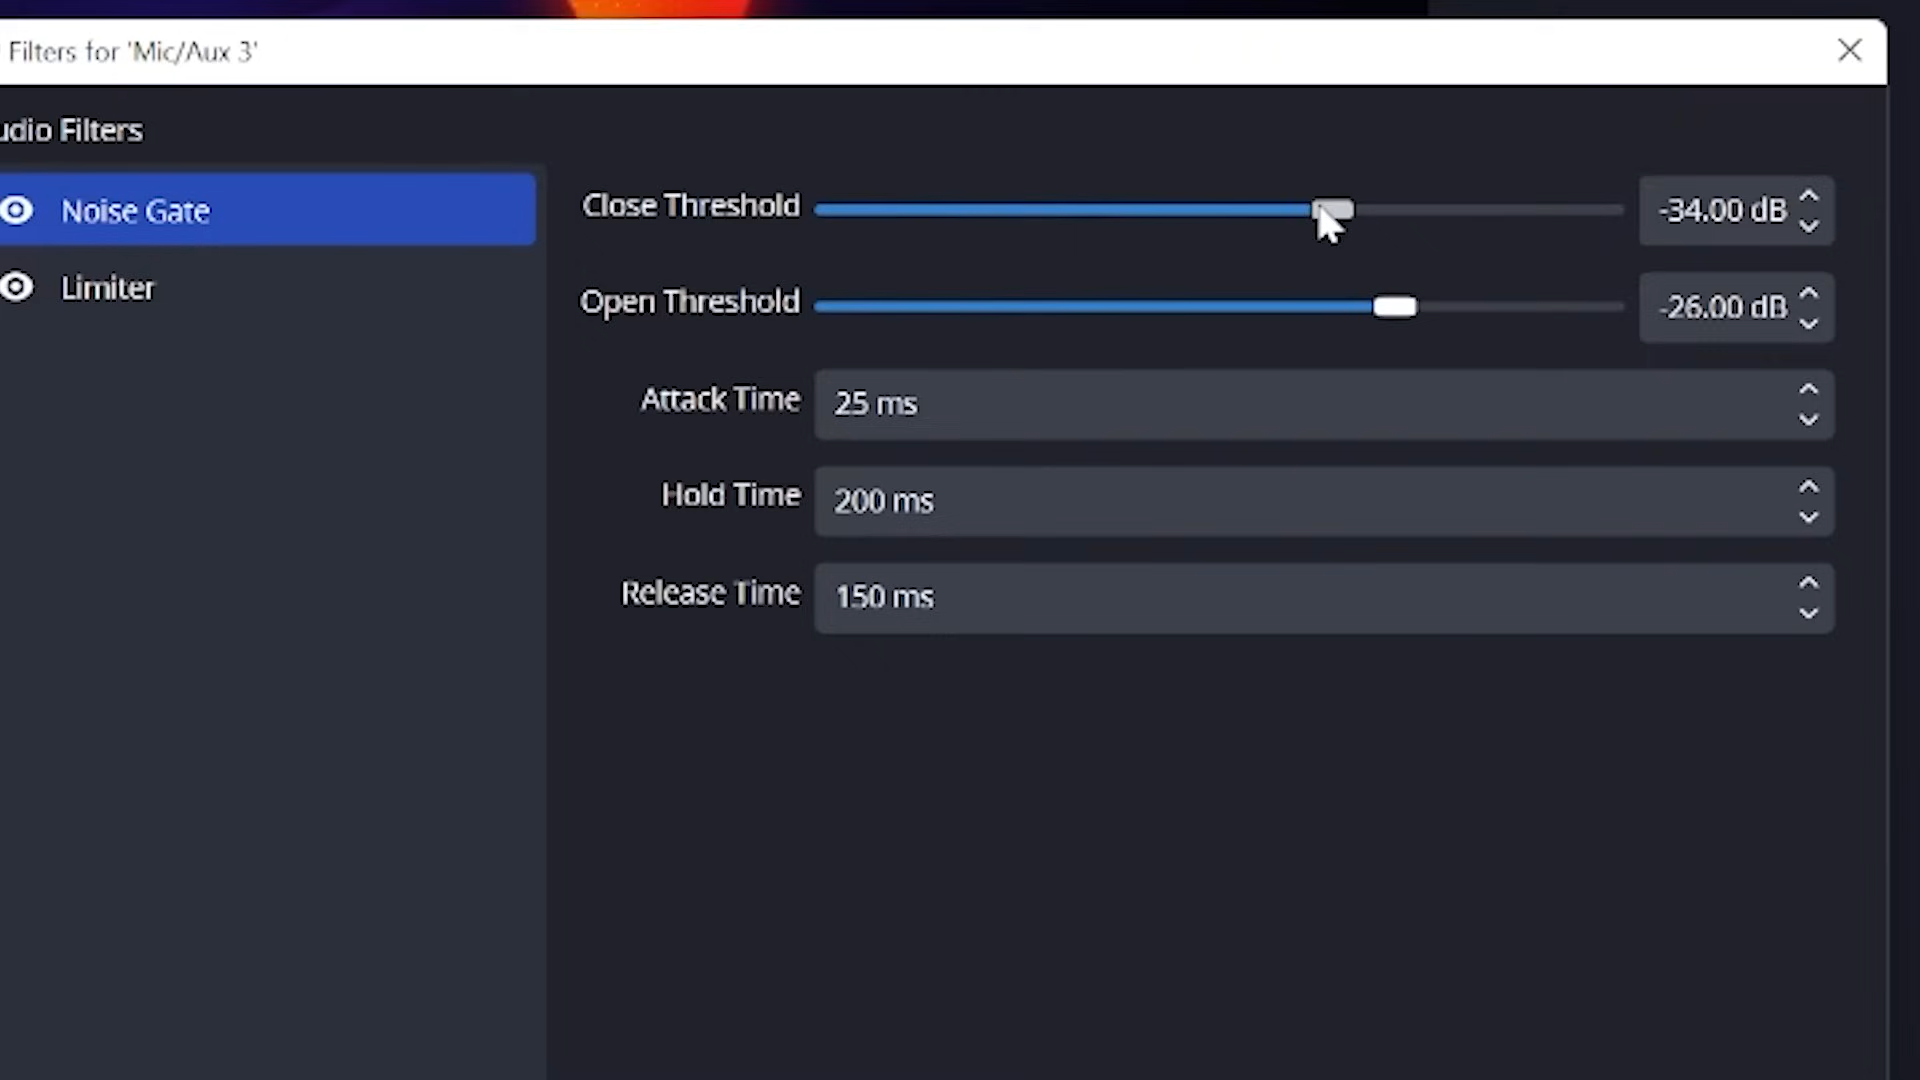 Filters for 'Mic/Aux 3'
udio Filters
Noise Gate
Limiter
Close Threshold -34.00 dB
Open Threshold -26.00 dB
Attack Time 25 ms
Hold Time 200 ms
Release Time 150 ms